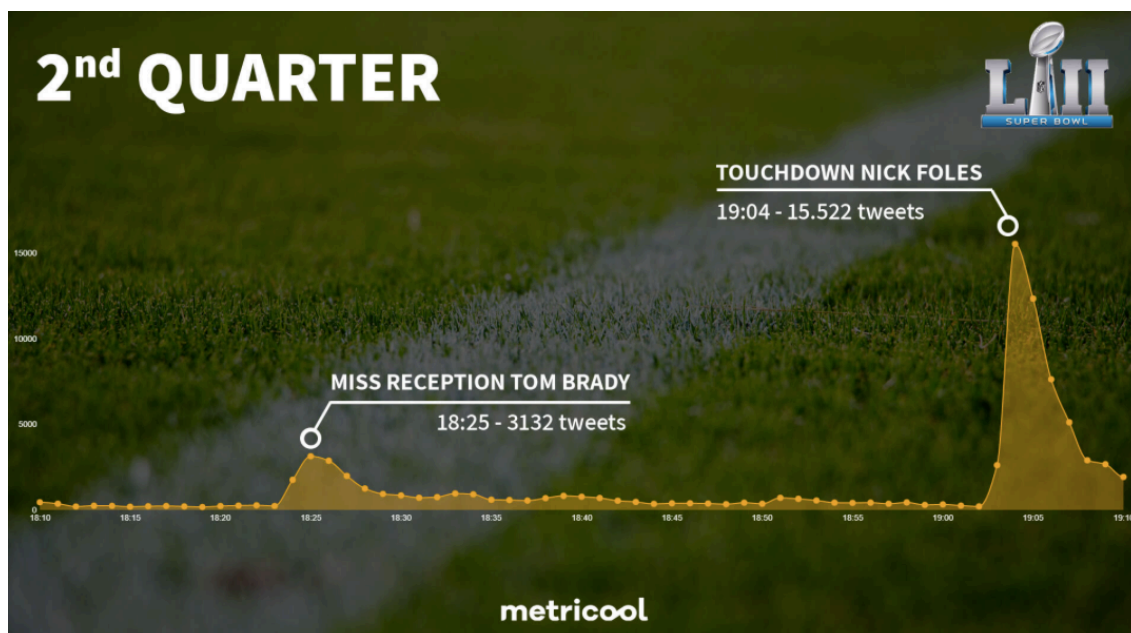 2nd QUARTER
LII
SUPER BOWL
TOUCHDOWN NICK FOLES
19:04 - 15.522 tweets
15000
10000
MISS RECEPTION TOM BRADY
18:25 - 3132 tweets
5000
0
18:10 18:15 18:20 18:25 18:30 18:35 18:40 18:45 18:50 18:55 19:00 19:05 19:10
metricool